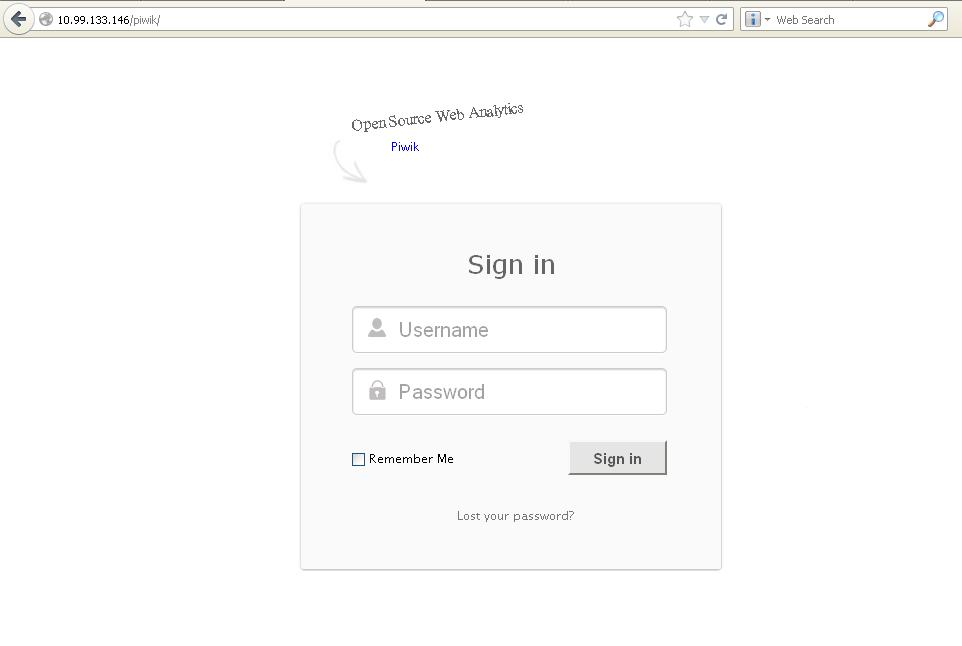 10.99.133.146/piwik/
Web Search
Open Source Web Analytics
Piwik
Sign in
Username
Password
Remember Me
Sign in
Lost your password?